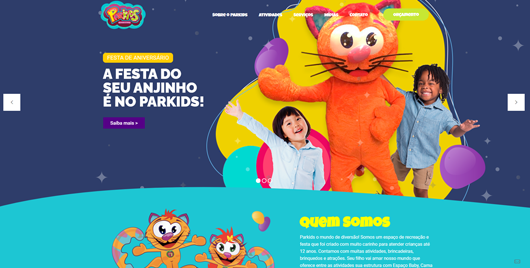 Parkids
SOBRE O PARKIDS ATIVIDADES SERVIÇOS CONTATO ORÇAMENTO
FESTA DE ANIVERSÁRIO
A FESTA DO
SEU ANJINHO
É NO PARKIDS!
Saiba mais >
QUEM SOMOS
Parkids o mundo da diversão! Somos um espaço de recreação e
festa que foi criado com muito carinho para atender crianças até
12 anos. Contamos com muitas atividades, brincadeiras,
brinquedos e atrações. Seu filho vai amar nosso mundo que
oferece entre as atividades sua estrutura com Espaço Baby, Cama